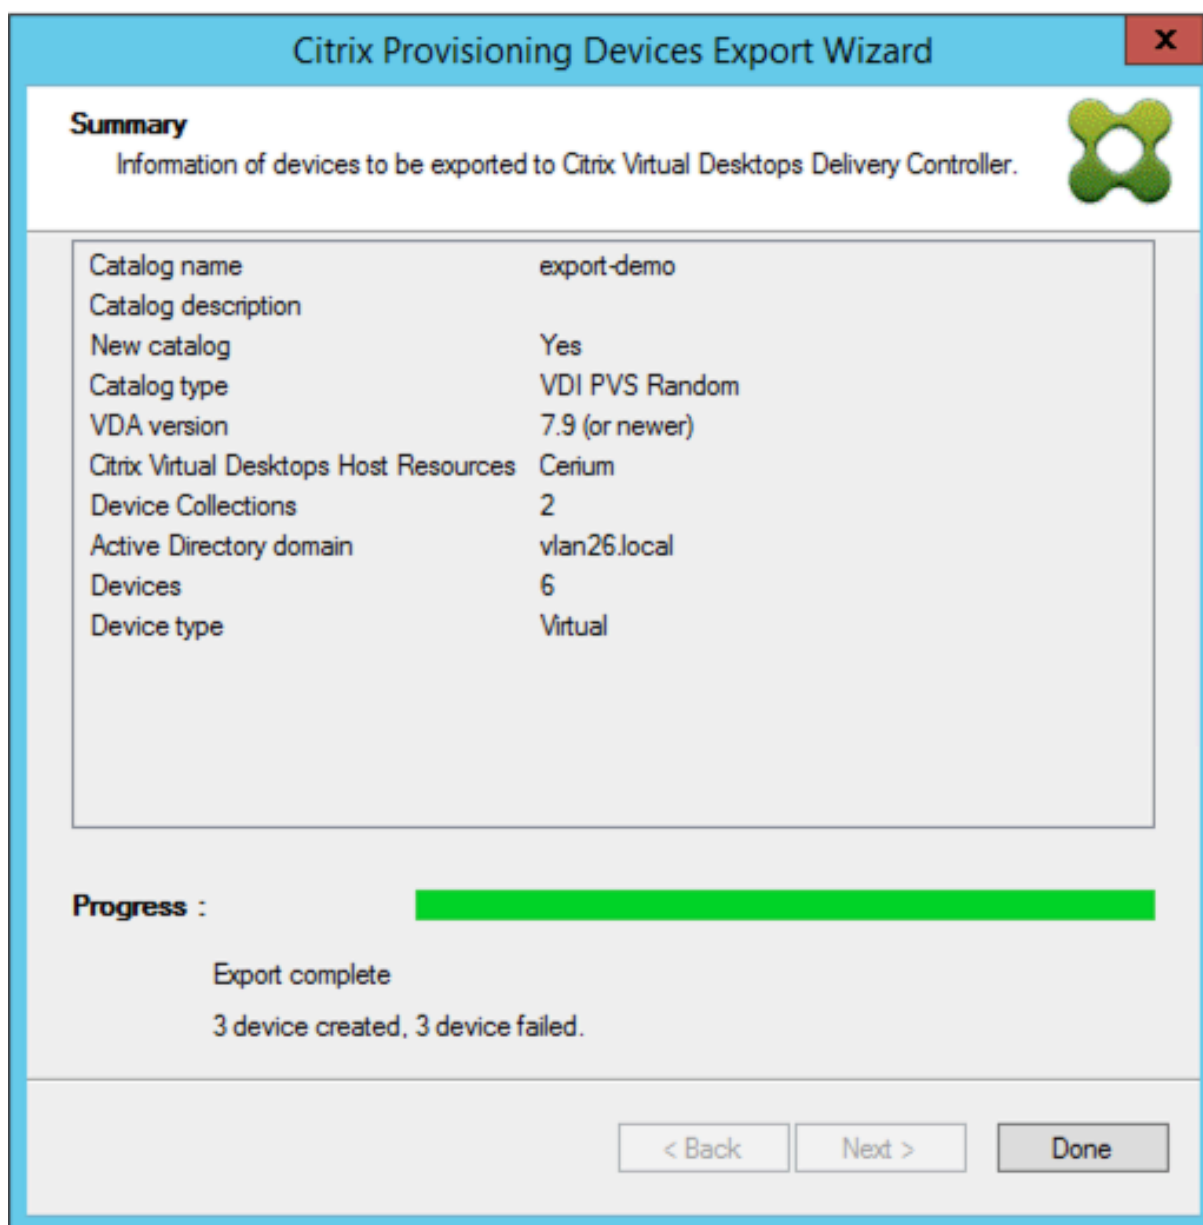 Citrix Provisioning Devices Export Wizard
x
Summary
Information of devices to be exported to Citrix Virtual Desktops Delivery Controller.
Catalog name export-demo
Catalog description
New catalog Yes
Catalog type VDI PVS Random
VDA version 7.9 (or newer)
Citrix Virtual Desktops Host Resources Cerium
Device Collections 2
Active Directory domain vlan26.local
Devices 6
Device type Virtual
Progress :
Export complete
3 device created, 3 device failed.
< Back Next > Done